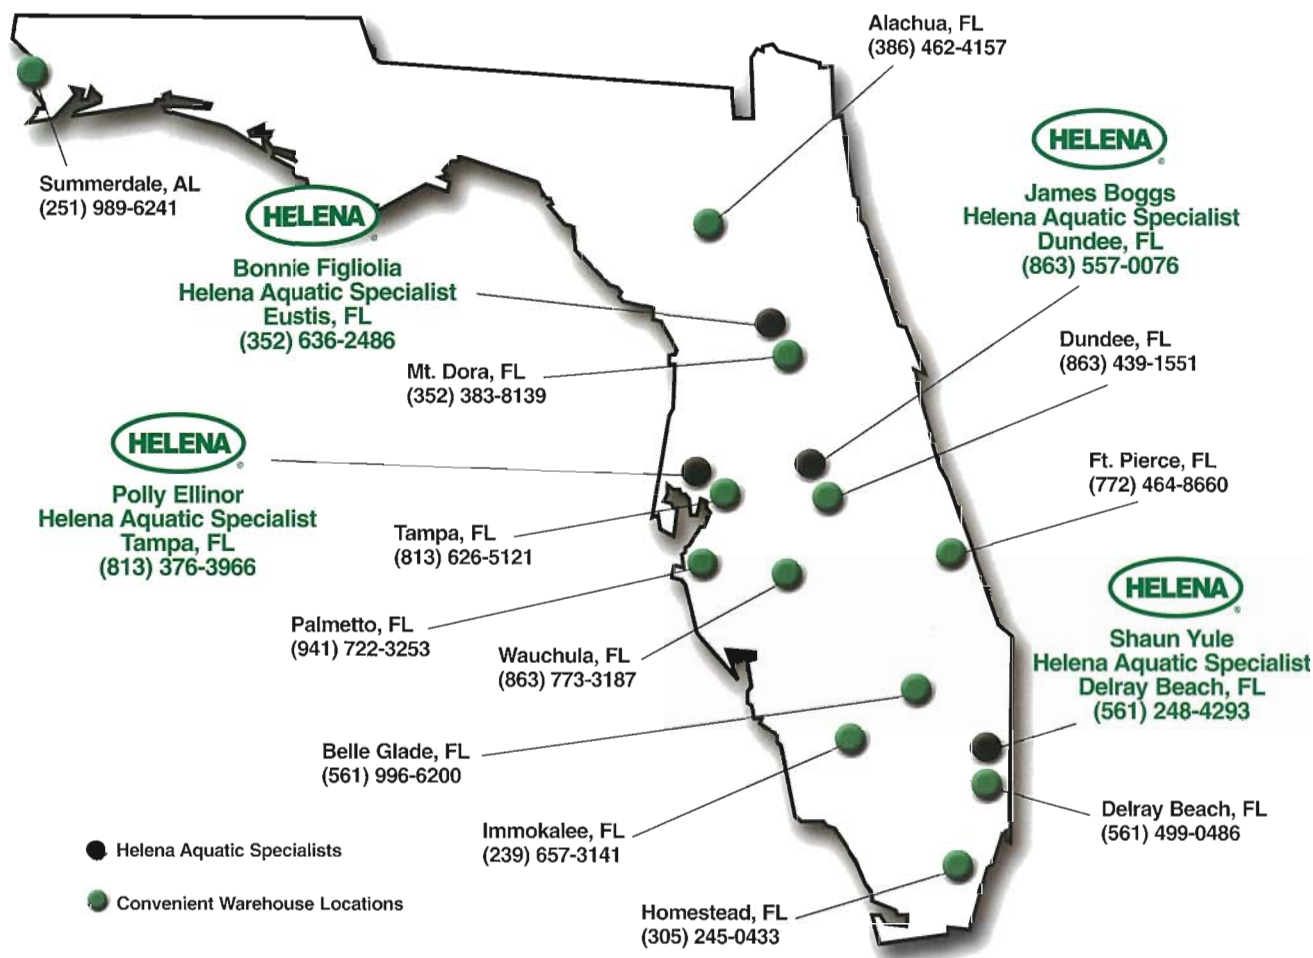 Alachua, FL
(386) 462-4157
HELENA
James Boggs
Helena Aquatic Specialist
Dundee, FL
(863) 557-0076
Summerdale, AL
(251) 989-6241
HELENA
Bonnie Figliolia
Helena Aquatic Specialist
Eustis, FL
(352) 636-2486
Dundee, FL
(863) 439-1551
Mt. Dora, FL
(352) 383-8139
HELENA
Polly Ellinor
Helena Aquatic Specialist
Tampa, FL
(813) 376-3966
Ft. Pierce, FL
(772) 464-8660
Tampa, FL
(813) 626-5121
HELENA
Shaun Yule
Helena Aquatic Specialist
Delray Beach, FL
(561) 248-4293
Palmetto, FL
(941) 722-3253
Wauchula, FL
(863) 773-3187
Belle Glade, FL
(561) 996-6200
Delray Beach, FL
(561) 499-0486
Immokalee, FL
(239) 657-3141
Homestead, FL
(305) 245-0433
Helena Aquatic Specialists
Convenient Warehouse Locations